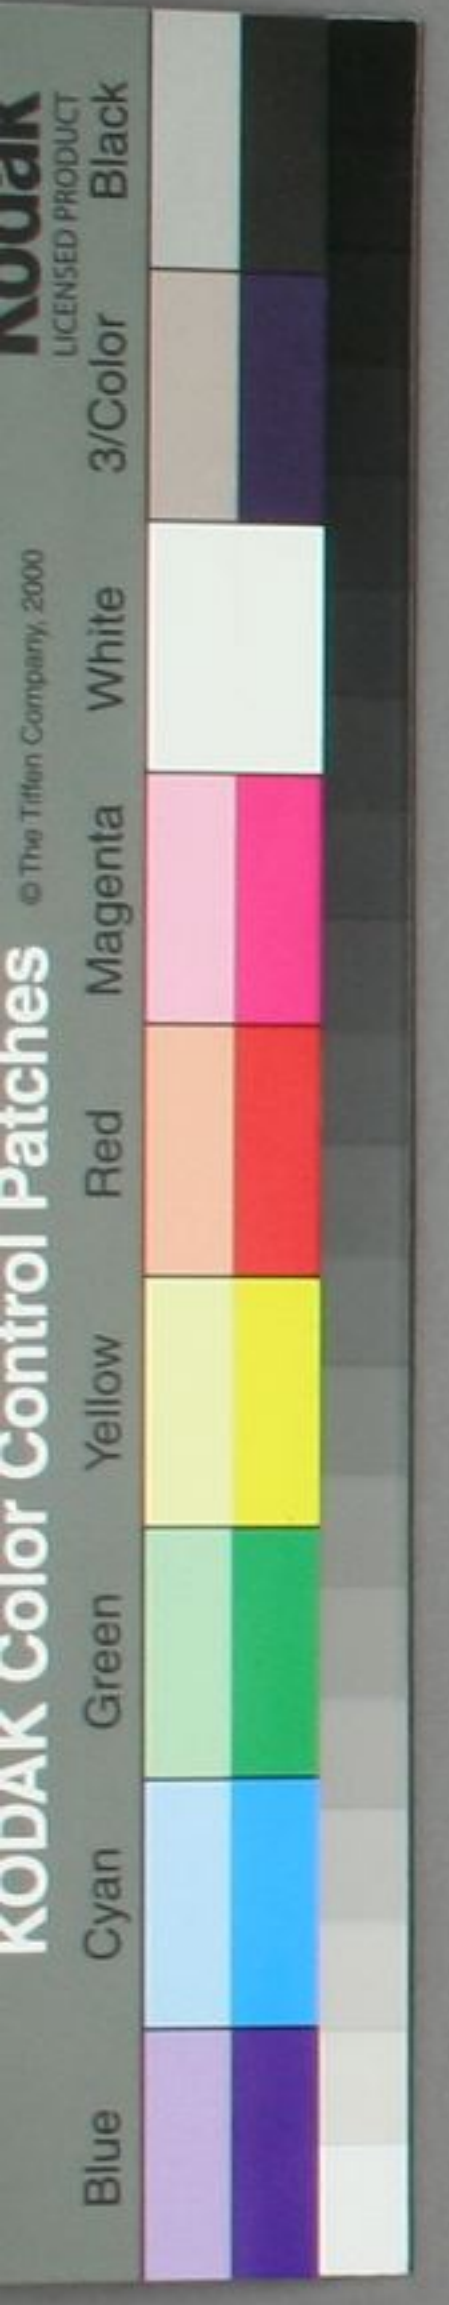 KODAK Color Control Patches © The Tiffen Company, 2000 Kodak
LICENSED PRODUCT
Blue Cyan Green Yellow Red Magenta White 3/Color Black